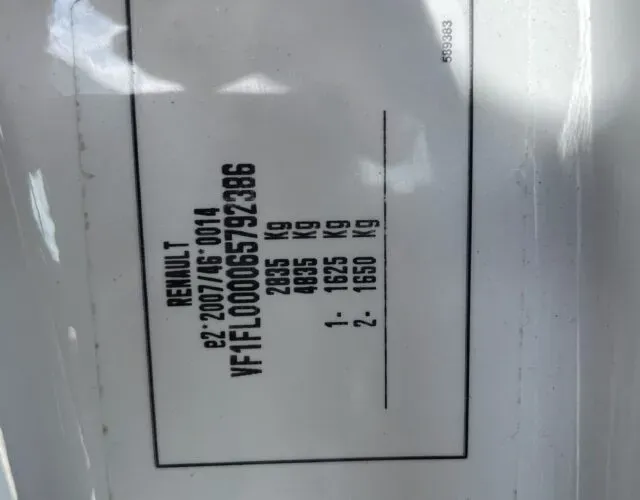 RENAULT
e2*2007/46*0014
VF1FL000065792386
2835 Kg
4835 Kg
1- 1625 Kg
2- 1650 Kg
589383